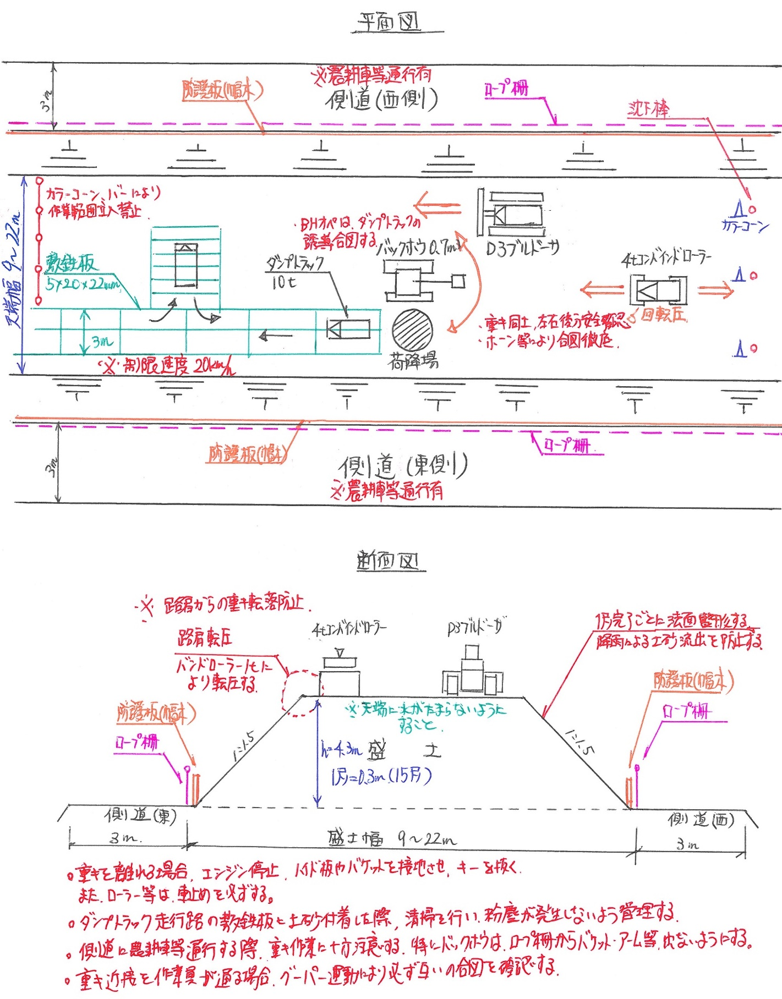 平面図
※農耕車等通行有
防護板(幅木)
側道(西側)
ロープ柵
沈下棒
3m
カラーコーン、バーにより
作業範囲立入禁止
・BHオペは、ダンプトラックの
誘導合図する
バックホウ0.7m³
D3ブルドーザ
カラーコーン
天端幅 9~22m
敷鉄板
5×20×22mm
ダンプトラック
10t
4tコンバインドローラー
回転圧
・重キ同士、左右後方安全確認
・ホーン等により合図徹底.
3m
荷降場
※制限速度 20km/h
防護板(幅木)
ロープ柵
3m
側道(東側)
※農耕車等通行有
断面図
※ 路肩からの重キ転落防止.
路肩転圧
ハンドローラー1tに
より転圧する.
4tコンバインドローラー
D3ブルドーザ
1層完了ごとに法面整形する
降雨による土砂流出を防止する.
防護板(幅木)
ロープ柵
防護板(幅木)
ロープ柵
※天端に水がたまらないように
すること.
1:1.5
h=4.3m 盛 土
1層=0.3m(15層)
1:1.5
側道(東)
側道(西)
3m.
盛土幅 9~22m
3m
○重キを離れる場合、エンジン停止、ハイド板やバケットを接地させ、キーを抜く.
また、ローラー等は、車止めを必ずする。
○ダンプトラック走行路の敷鉄板に土砂付着した際、清掃を行い、粉塵が発生しないよう管理する.
○側道に農耕車等通行する際、重キ作業に十分注意する.特にバックホウは、ロープ柵からバケット・アーム等、出ないようにする。
○重キ近接を作業員が通る場合、グーパー運動により必ず互いの合図を確認する.